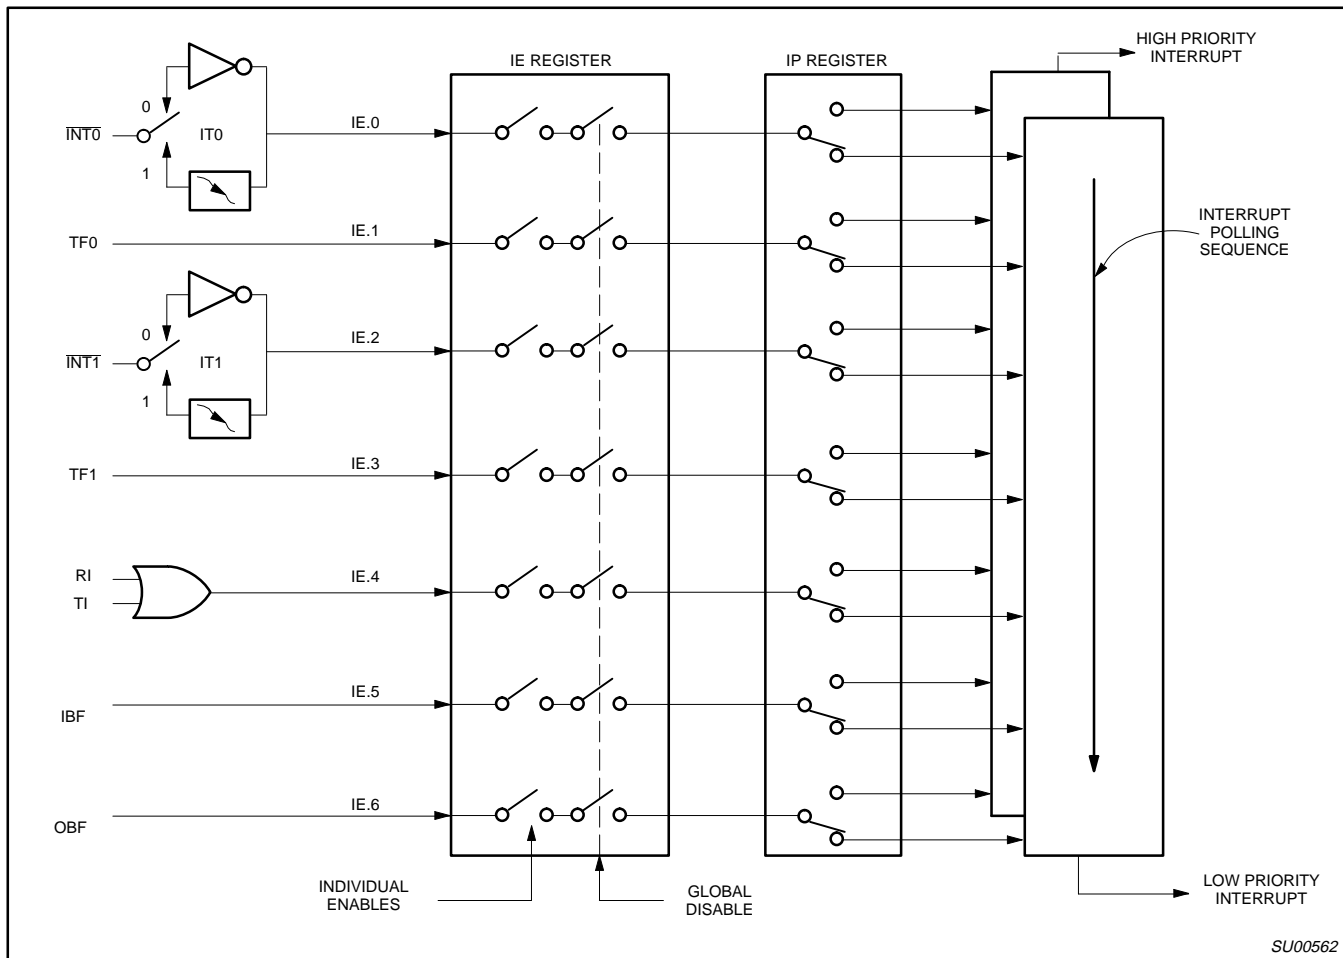 HIGH PRIORITY
INTERRUPT
IE REGISTER
IP REGISTER
0
INT0
IT0
IE.0
1
TF0
IE.1
INTERRUPT
POLLING
SEQUENCE
0
INT1
IT1
IE.2
1
TF1
IE.3
RI
TI
IE.4
IBF
IE.5
OBF
IE.6
INDIVIDUAL
ENABLES
GLOBAL
DISABLE
LOW PRIORITY
INTERRUPT
SU00562